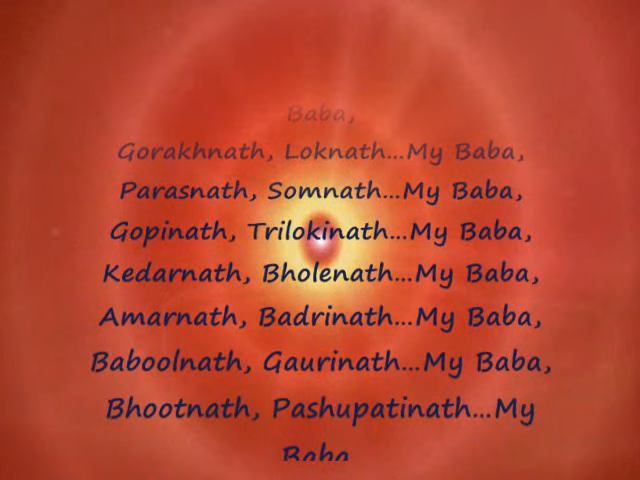 Baba,
Gorakhnath, Loknath...My Baba,
Parasnath, Somnath...My Baba,
Gopinath, Trilokinath...My Baba,
Kedarnath, Bholenath...My Baba,
Amarnath, Badrinath...My Baba,
Baboolnath, Gaurinath...My Baba,
Bhootnath, Pashupatinath...My
Baba